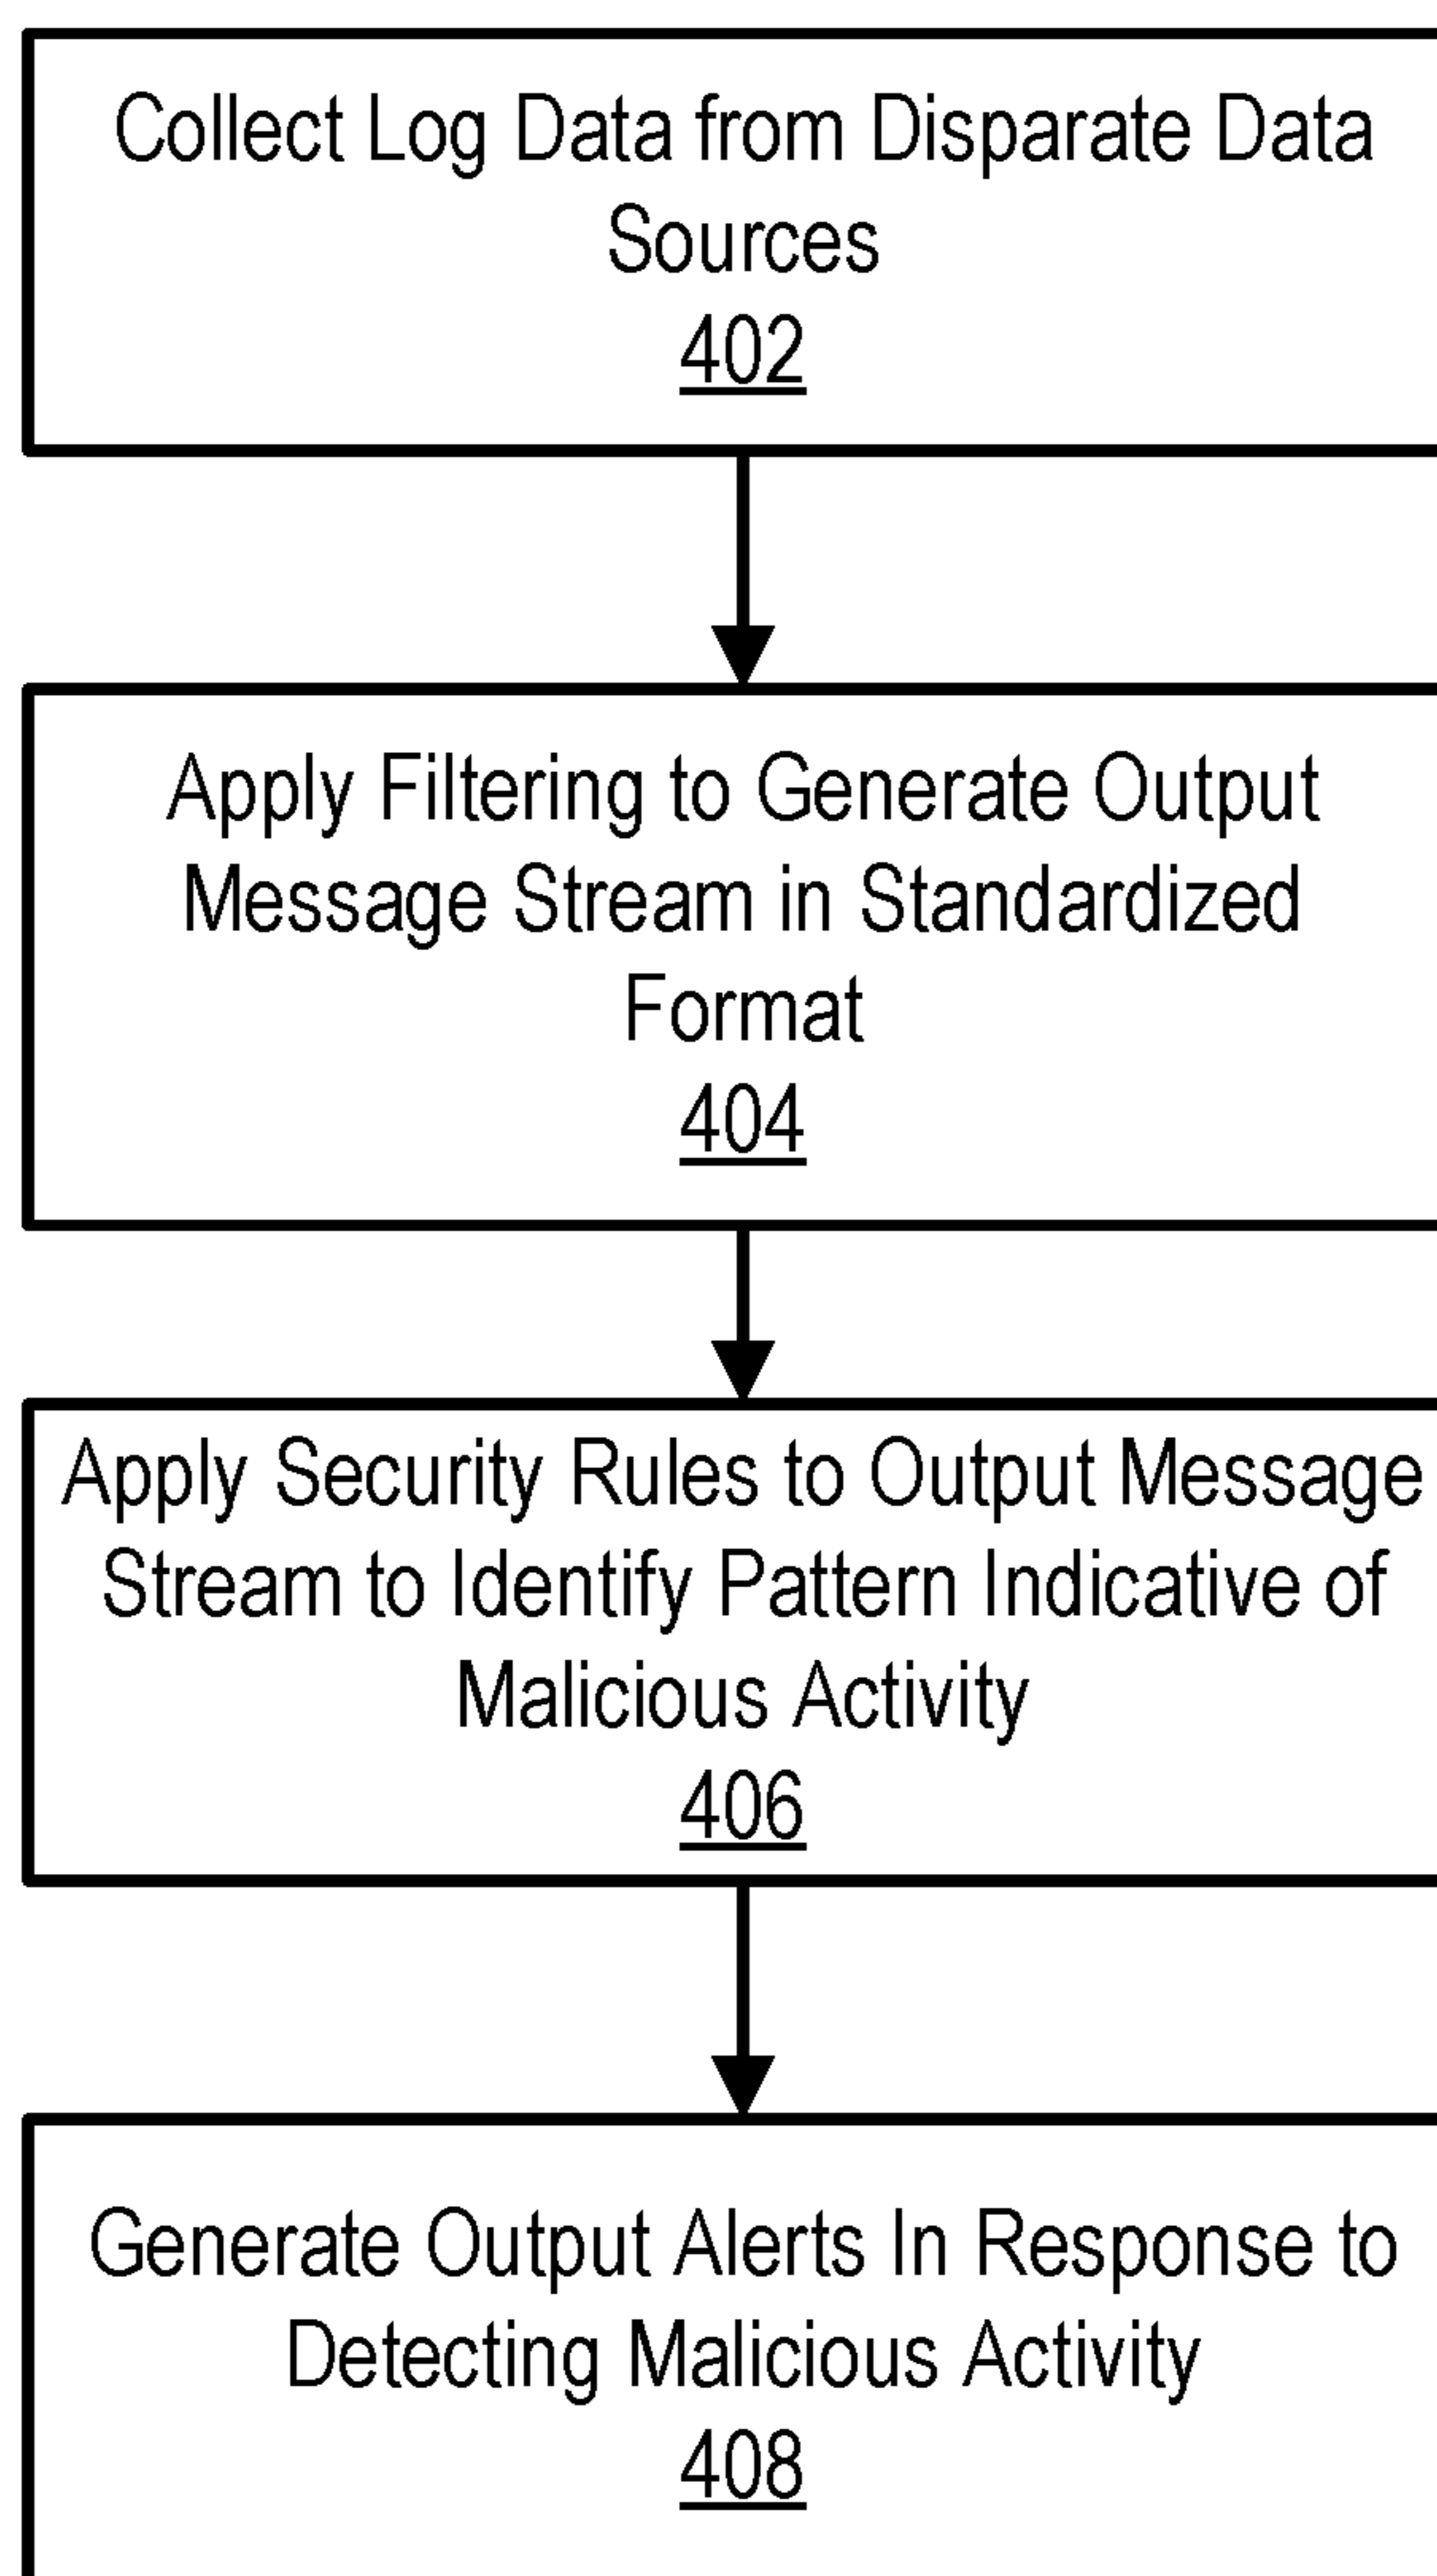 Collect Log Data from Disparate Data
Sources
402
Apply Filtering to Generate Output
Message Stream in Standardized
Format
404
Apply Security Rules to Output Message
Stream to Identify Pattern Indicative of
Malicious Activity
406
Generate Output Alerts In Response to
Detecting Malicious Activity
408